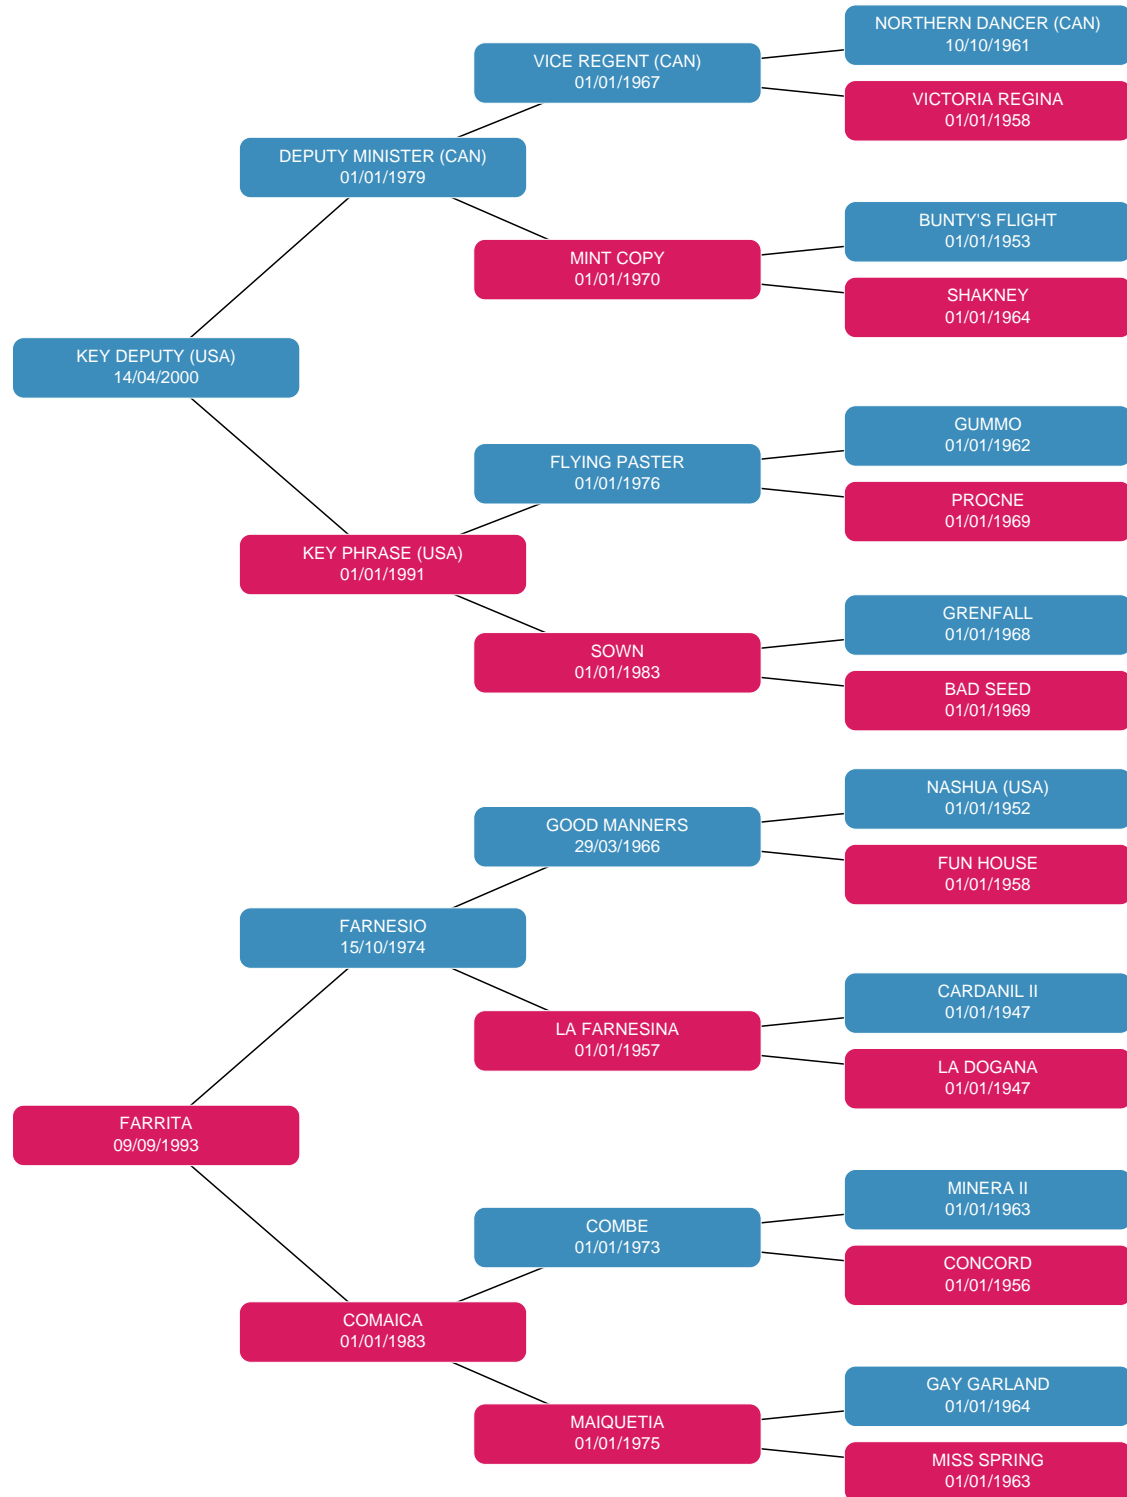 NORTHERN DANCER (CAN)
10/10/1961
VICE REGENT (CAN)
01/01/1967
VICTORIA REGINA
01/01/1958
DEPUTY MINISTER (CAN)
01/01/1979
BUNTY'S FLIGHT
01/01/1953
MINT COPY
01/01/1970
SHAKNEY
01/01/1964
KEY DEPUTY (USA)
14/04/2000
GUMMO
01/01/1962
FLYING PASTER
01/01/1976
PROCNE
01/01/1969
KEY PHRASE (USA)
01/01/1991
GRENFALL
01/01/1968
SOWN
01/01/1983
BAD SEED
01/01/1969
NASHUA (USA)
01/01/1952
GOOD MANNERS
29/03/1966
FUN HOUSE
01/01/1958
FARNESIO
15/10/1974
CARDANIL II
01/01/1947
LA FARNESINA
01/01/1957
LA DOGANA
01/01/1947
FARRITA
09/09/1993
MINERA II
01/01/1963
COMBE
01/01/1973
CONCORD
01/01/1956
COMAICA
01/01/1983
GAY GARLAND
01/01/1964
MAIQUETIA
01/01/1975
MISS SPRING
01/01/1963